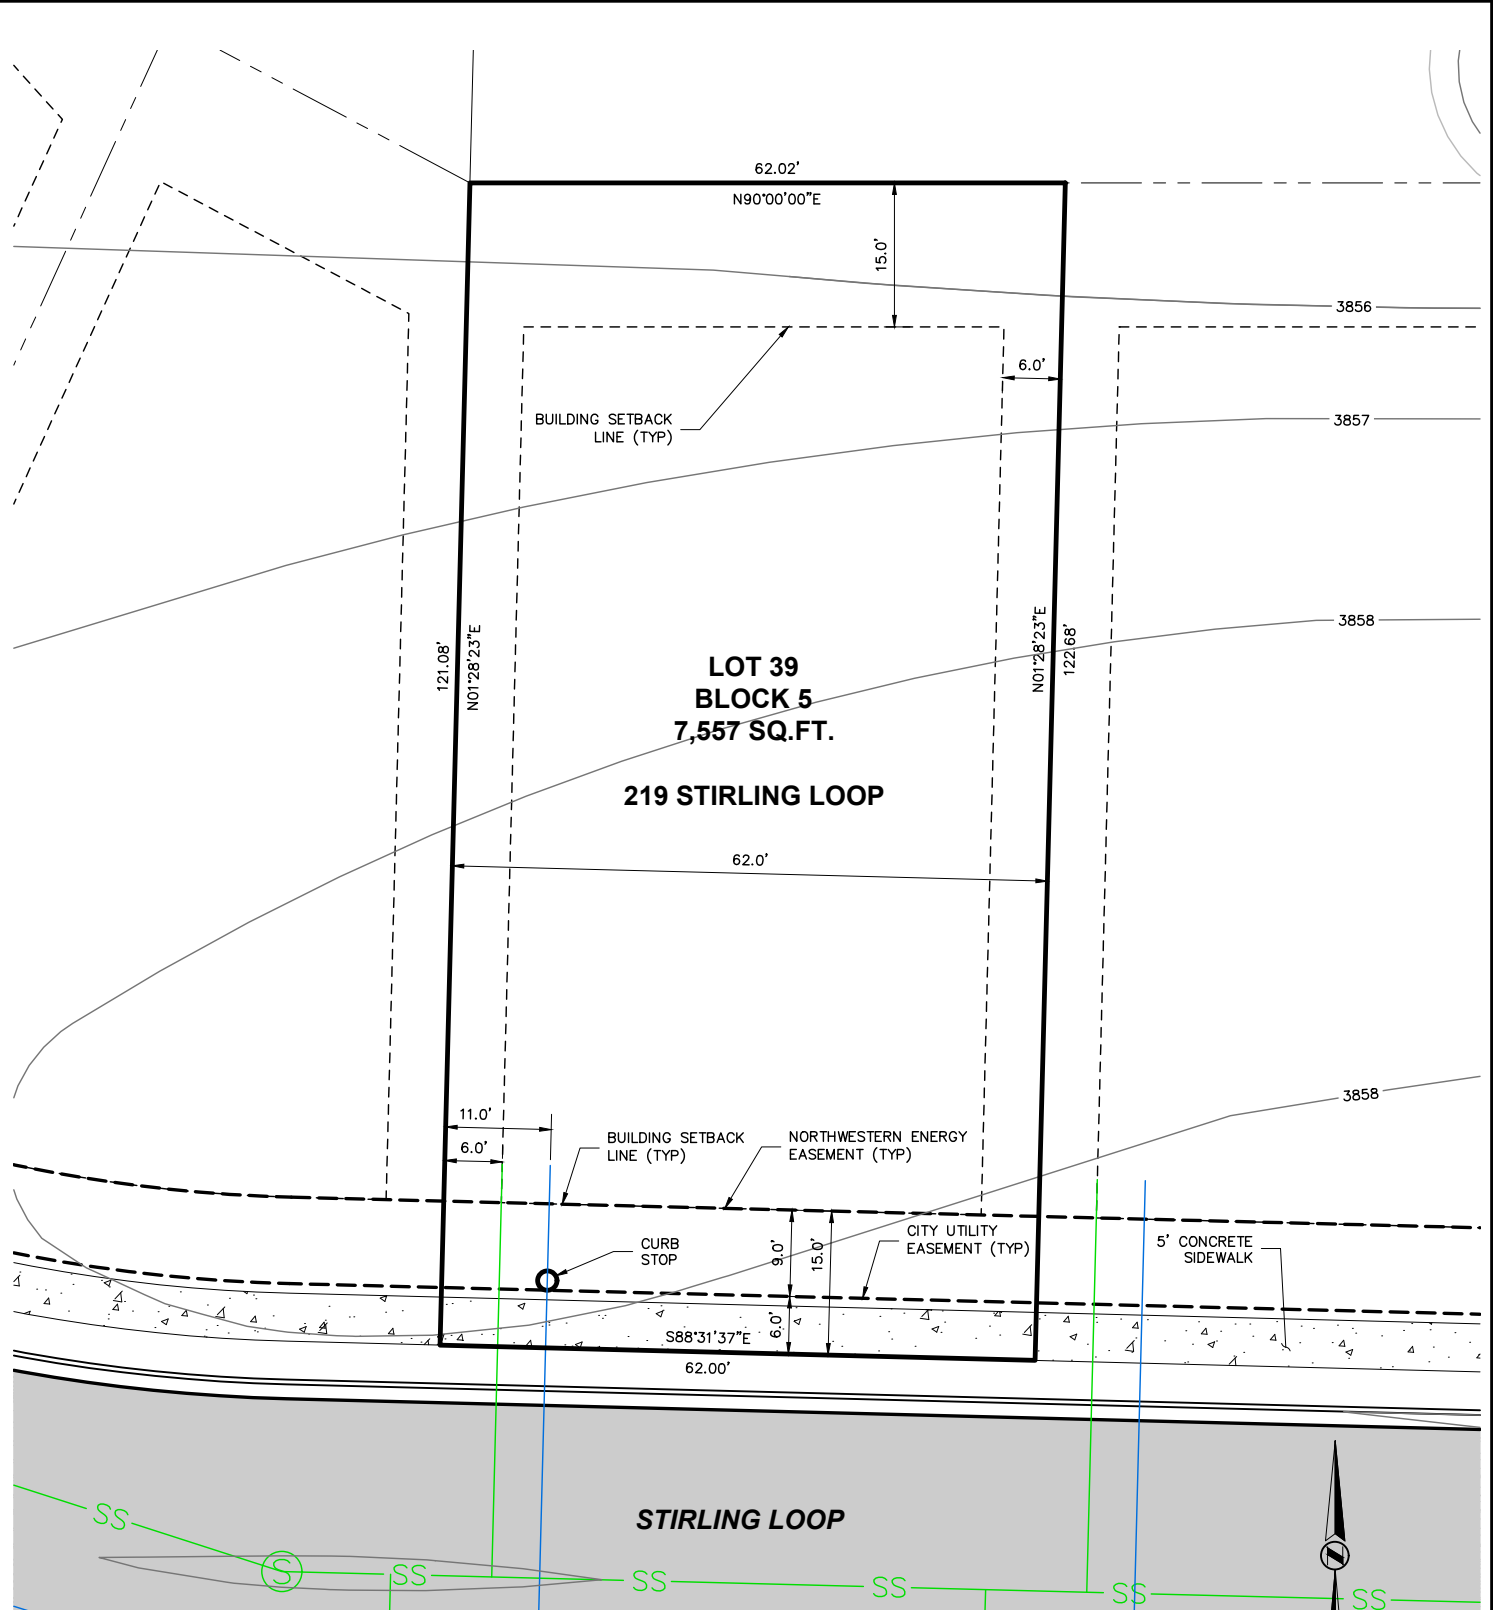 62.02'
N90°00'00"E
15.0'
3856
6.0'
BUILDING SETBACK
LINE (TYP)
3857
121.08'
N01°28'23"E
N01°28'23"E
122.68'
3858
LOT 39
BLOCK 5
7,557 SQ.FT.
219 STIRLING LOOP
62.0'
3858
11.0'
6.0'
BUILDING SETBACK
LINE (TYP)
NORTHWESTERN ENERGY
EASEMENT (TYP)
CURB
STOP
9.0'
15.0'
CITY UTILITY
EASEMENT (TYP)
5' CONCRETE
SIDEWALK
6.0'
S88°31'37"E
62.00'
STIRLING LOOP
SS
S
SS
SS
SS
SS
SS
N